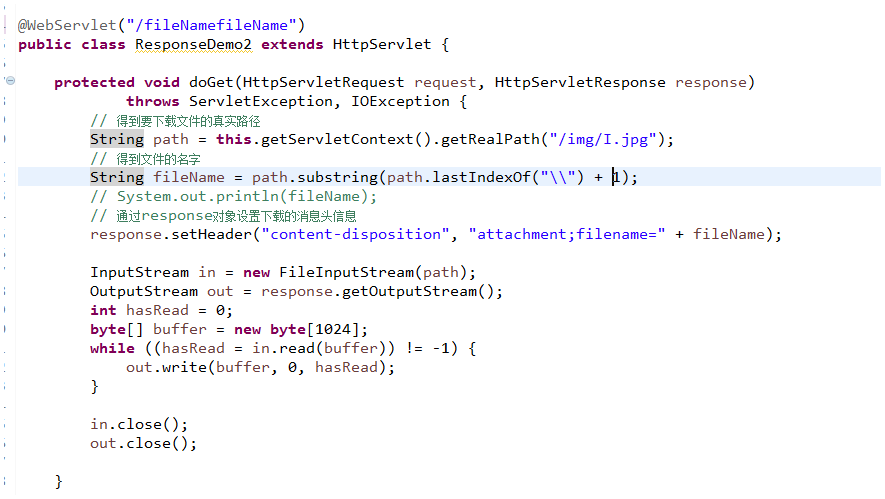 @WebServlet("/fileNamefileName")
public class ResponseDemo2 extends HttpServlet {
protected void doGet(HttpServletRequest request, HttpServletResponse response)
throws ServletException, IOException {
// 得到要下载文件的真实路径
String path = this.getServletContext().getRealPath("/img/I.jpg");
// 得到文件的名字
String fileName = path.substring(path.lastIndexOf("\\") + 1);
// System.out.println(fileName);
// 通过response对象设置下载的消息头信息
response.setHeader("content-disposition", "attachment;filename=" + fileName);
InputStream in = new FileInputStream(path);
OutputStream out = response.getOutputStream();
int hasRead = 0;
byte[] buffer = new byte[1024];
while ((hasRead = in.read(buffer)) != -1) {
out.write(buffer, 0, hasRead);
}
in.close();
out.close();
}